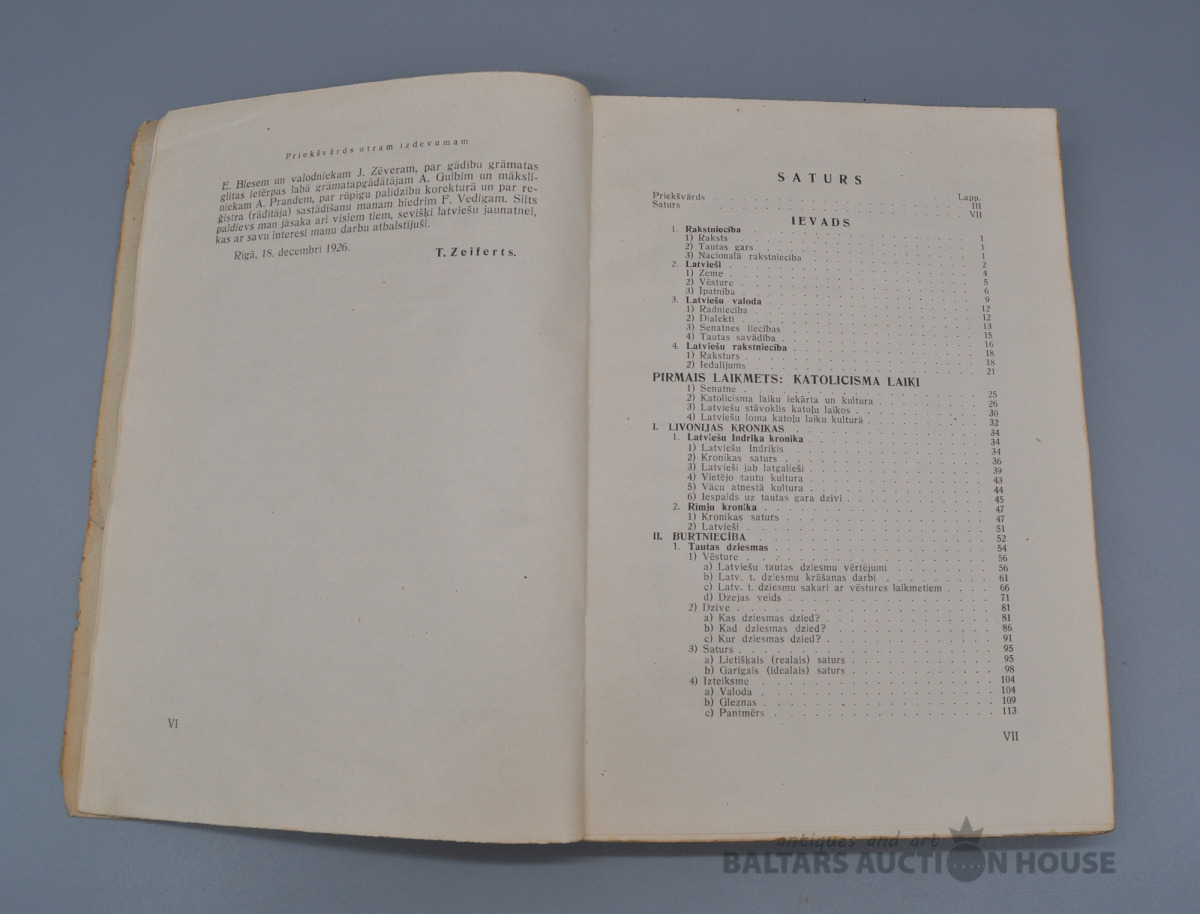 Priekšvārds otram izdevumam
E. Blesem un valodniekam J. Zēveram, par gādību grāmatas
glītas ietērpas labā grāmatapgādātājam A. Gulbim un māksli-
niekam A. Prandem, par rūpīgu palīdzību korektūrā un par re-
ģistra (rādītāja) sastādīšanu manam biedrim F. Vedigam. Silts
paldievs man jāsaka arī visiem tiem, sevišķi latviešu jaunatnei,
kas ar savu interesi manu darbu atbalstījuši.
Rīgā, 18. decembrī 1926. T. Zeiferts.
VI
SATURS
Lapp.
Priekšvārds . . . III
Saturs . . . VII
IEVADS
1. Rakstniecība . . . 1
1) Raksts . . . 1
2) Tautas gars . . . 1
3) Nacionalā rakstniecība . . . 2
2. Latvieši . . . 4
1) Zeme . . . 5
2) Vēsture . . . 6
3) Īpatnība . . . 9
3. Latviešu valoda . . . 12
1) Radniecība . . . 12
2) Dialekti . . . 13
3) Senatnes liecības . . . 15
4) Tautas savādība . . . 16
4. Latviešu rakstniecība . . . 18
1) Raksturs . . . 18
2) Iedalījums . . . 21
PIRMAIS LAIKMETS: KATOLICISMA LAIKI
1) Senatne . . . 25
2) Katolicisma laiku iekārta un kultura . . . 26
3) Latviešu stāvoklis katoļu laikos . . . 30
4) Latviešu loma katoļu laiku kulturā . . . 32
I. LIVONIJAS KRONIKAS . . . 34
1. Latviešu Indriķa kronika . . . 34
1) Latviešu Indriķis . . . 34
2) Kronikas saturs . . . 36
3) Latvieši jab latgalieši . . . 39
4) Vietējo tautu kultura . . . 43
5) Vācu atnestā kultura . . . 44
6) Iespaids uz tautas gara dzīvi . . . 45
2. Rīmju kronika . . . 47
1) Kronikas saturs . . . 47
2) Latvieši . . . 51
II. BURTNIECĪBA . . . 52
1. Tautas dziesmas . . . 54
1) Vēsture . . . 56
a) Latviešu tautas dziesmu vērtējumi . . . 56
b) Latv. t. dziesmu krāšanas darbi . . . 61
c) Latv. t. dziesmu sakari ar vēstures laikmetiem . . . 66
d) Dzejas veids . . . 71
2) Dzīve . . . 81
a) Kas dziesmas dzied? . . . 81
b) Kad dziesmas dzied? . . . 86
c) Kur dziesmas dzied? . . . 91
3) Saturs . . . 95
a) Lietišķais (realais) saturs . . . 95
b) Garīgais (idealais) saturs . . . 98
4) Izteiksme . . . 104
a) Valoda . . . 104
b) Gleznas . . . 109
c) Pantmērs . . . 113
VII
antiques and art
BALTARS AUCTION HOUSE